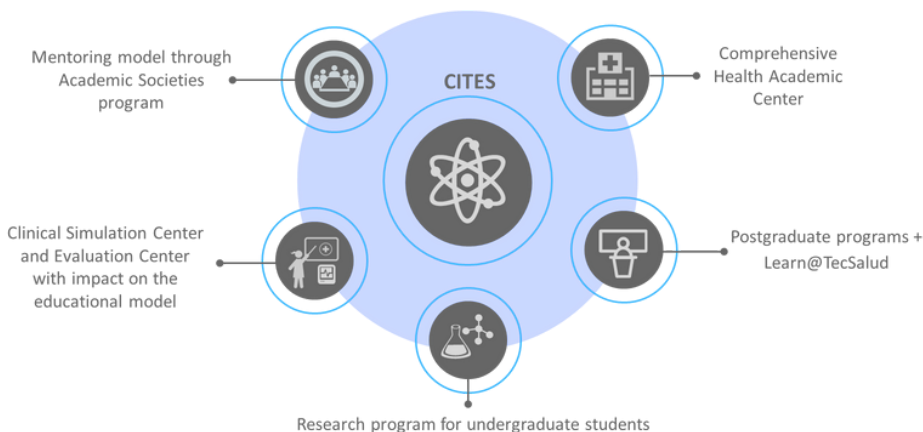 Mentoring model through
Academic Societies
program
CITES
Comprehensive
Health Academic
Center
Clinical Simulation Center
and Evaluation Center
with impact on the
educational model
Postgraduate programs +
Learn@TecSalud
Research program for undergraduate students